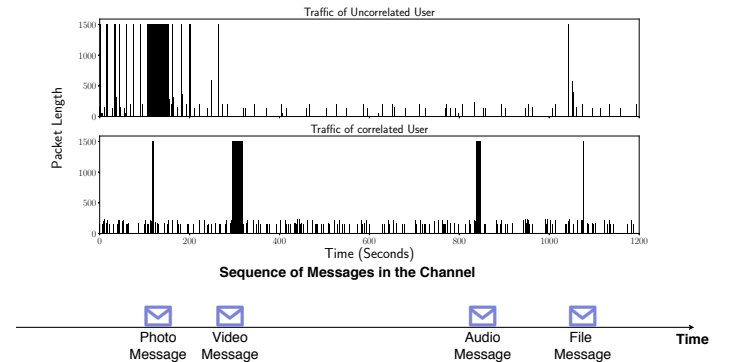 Traffic of Uncorrelated User
1500
1000
500
0
Packet Length
Traffic of correlated User
1500
1000
500
0
0 200 400 600 800 1000 1200
Time (Seconds)
Sequence of Messages in the Channel
Photo Message
Video Message
Audio Message
File Message
Time